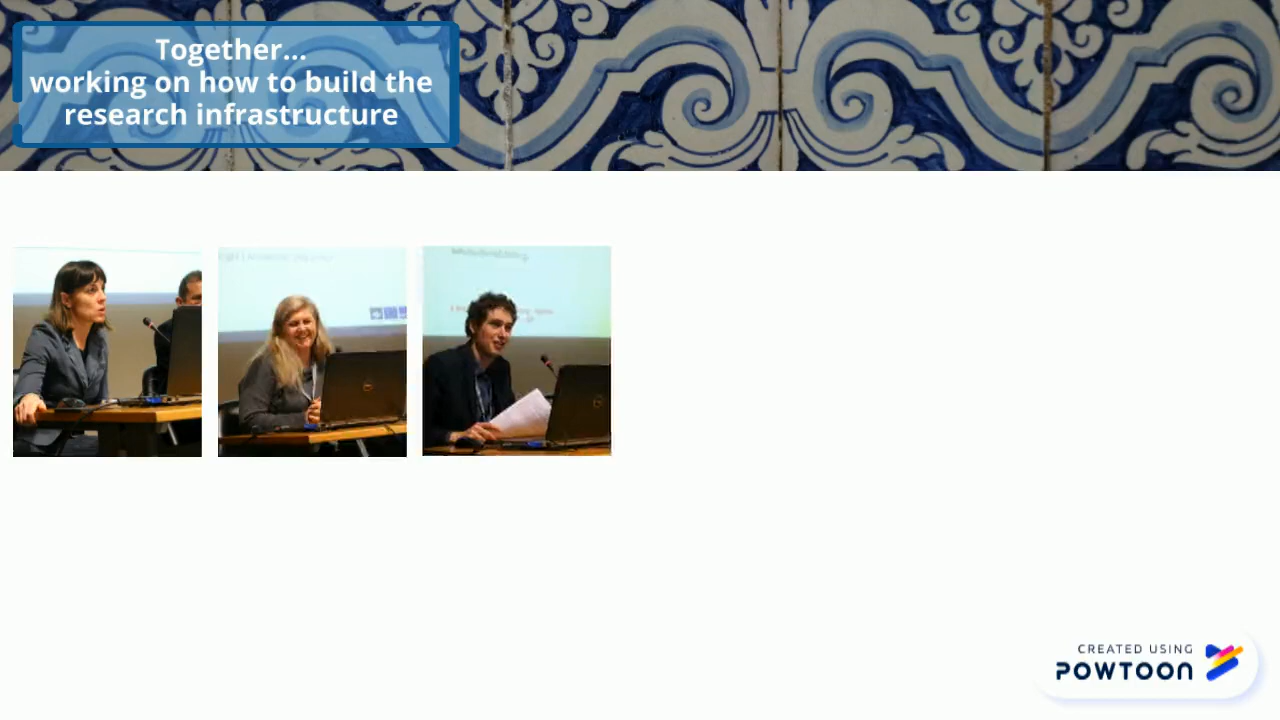 Together...
working on how to build the
research infrastructure
CREATED USING
POWTOON